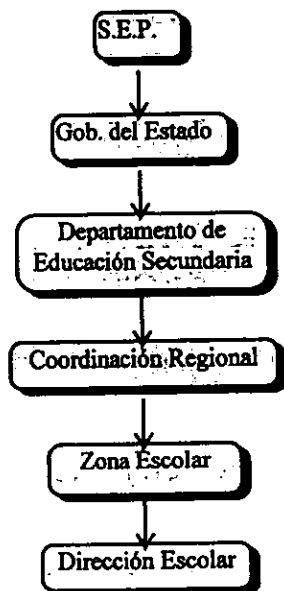 S.E.P.
Gob. del Estado
Departamento de
Educación Secundaria
Coordinación Regional
Zona Escolar
Dirección Escolar